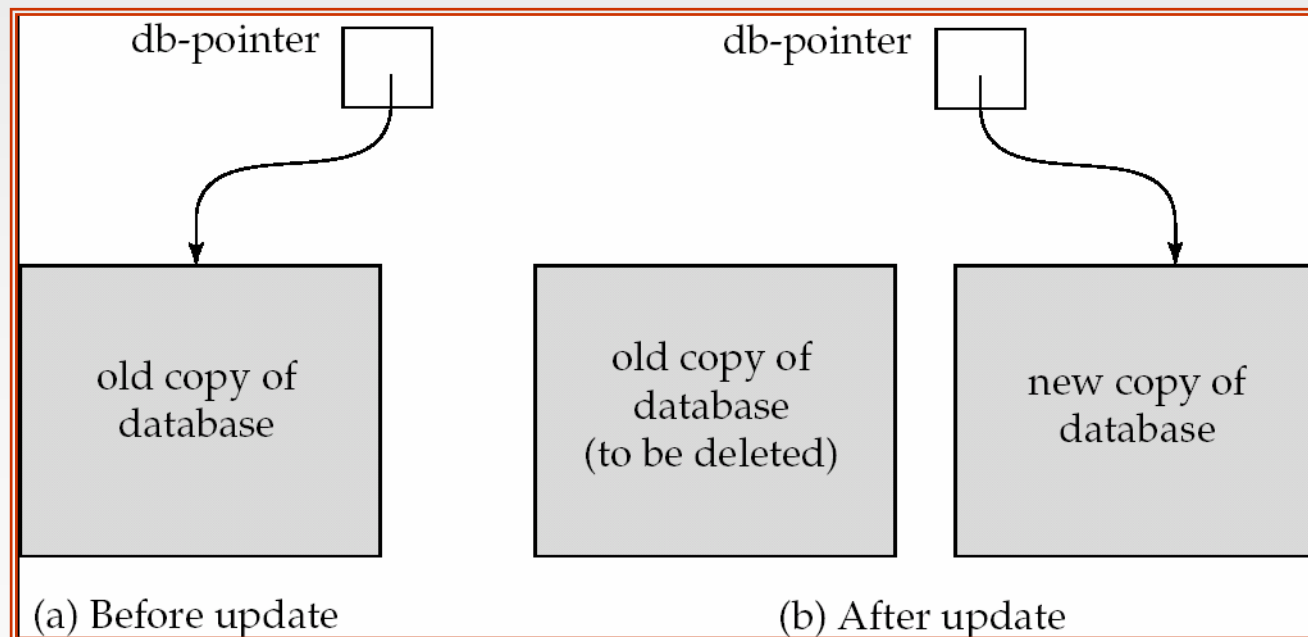 db-pointer
db-pointer
old copy of
database
old copy of
database
(to be deleted)
new copy of
database
(a) Before update
(b) After update